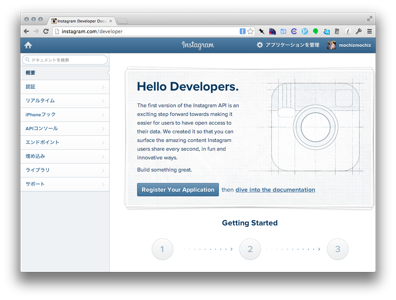 Instagram Developer Doc
instagram.com/developer
Instagram
アプリケーションを管理
mochizmochiz
ドキュメントを検索
概要
認証
リアルタイム
iPhoneフック
APIコンソール
エンドポイント
埋め込み
ライブラリ
サポート
Hello Developers.
The first version of the Instagram API is an
exciting step forward towards making it
easier for users to have open access to
their data. We created it so that you can
surface the amazing content Instagram
users share every second, in fun and
innovative ways.
Build something great.
Register Your Application then dive into the documentation
Getting Started
1 2 3